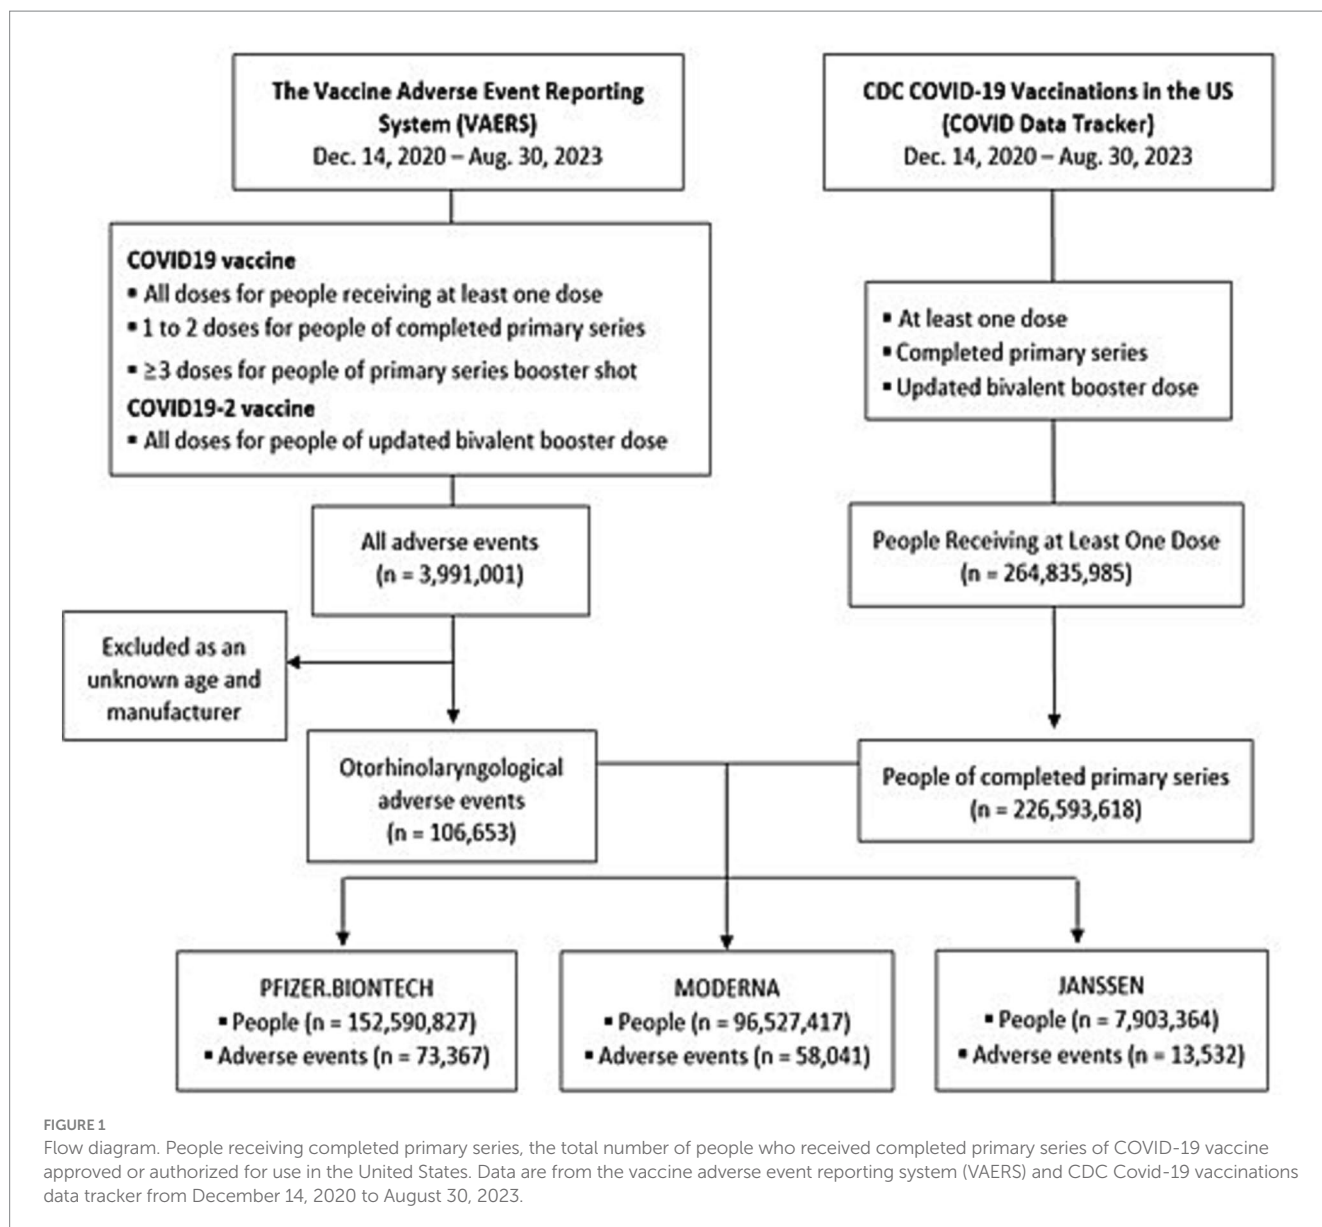 The Vaccine Adverse Event Reporting
System (VAERS)
Dec. 14, 2020 – Aug. 30, 2023
CDC COVID-19 Vaccinations in the US
(COVID Data Tracker)
Dec. 14, 2020 – Aug. 30, 2023
COVID19 vaccine
▪ All doses for people receiving at least one dose
▪ 1 to 2 doses for people of completed primary series
▪ ≥3 doses for people of primary series booster shot
COVID19-2 vaccine
▪ All doses for people of updated bivalent booster dose
▪ At least one dose
▪ Completed primary series
▪ Updated bivalent booster dose
All adverse events
(n = 3,991,001)
People Receiving at Least One Dose
(n = 264,835,985)
Excluded as an
unknown age and
manufacturer
Otorhinolaryngological
adverse events
(n = 106,653)
People of completed primary series
(n = 226,593,618)
PFIZER.BIONTECH
▪ People (n = 152,590,827)
▪ Adverse events (n = 73,367)
MODERNA
▪ People (n = 96,527,417)
▪ Adverse events (n = 58,041)
JANSSEN
▪ People (n = 7,903,364)
▪ Adverse events (n = 13,532)
FIGURE 1
Flow diagram. People receiving completed primary series, the total number of people who received completed primary series of COVID-19 vaccine
approved or authorized for use in the United States. Data are from the vaccine adverse event reporting system (VAERS) and CDC Covid-19 vaccinations
data tracker from December 14, 2020 to August 30, 2023.